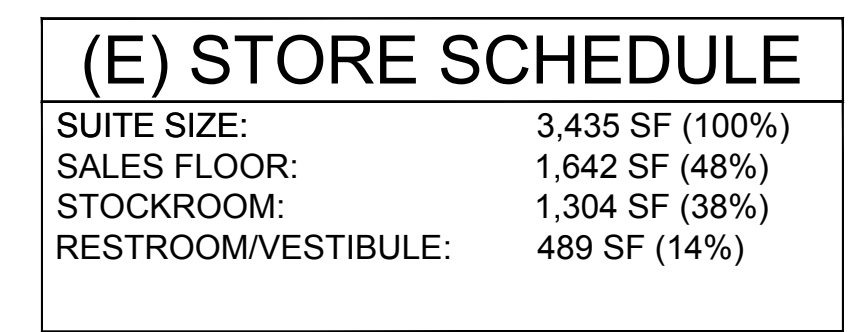 (E) STORE SCHEDULE
SUITE SIZE: 3,435 SF (100%)
SALES FLOOR: 1,642 SF (48%)
STOCKROOM: 1,304 SF (38%)
RESTROOM/VESTIBULE: 489 SF (14%)